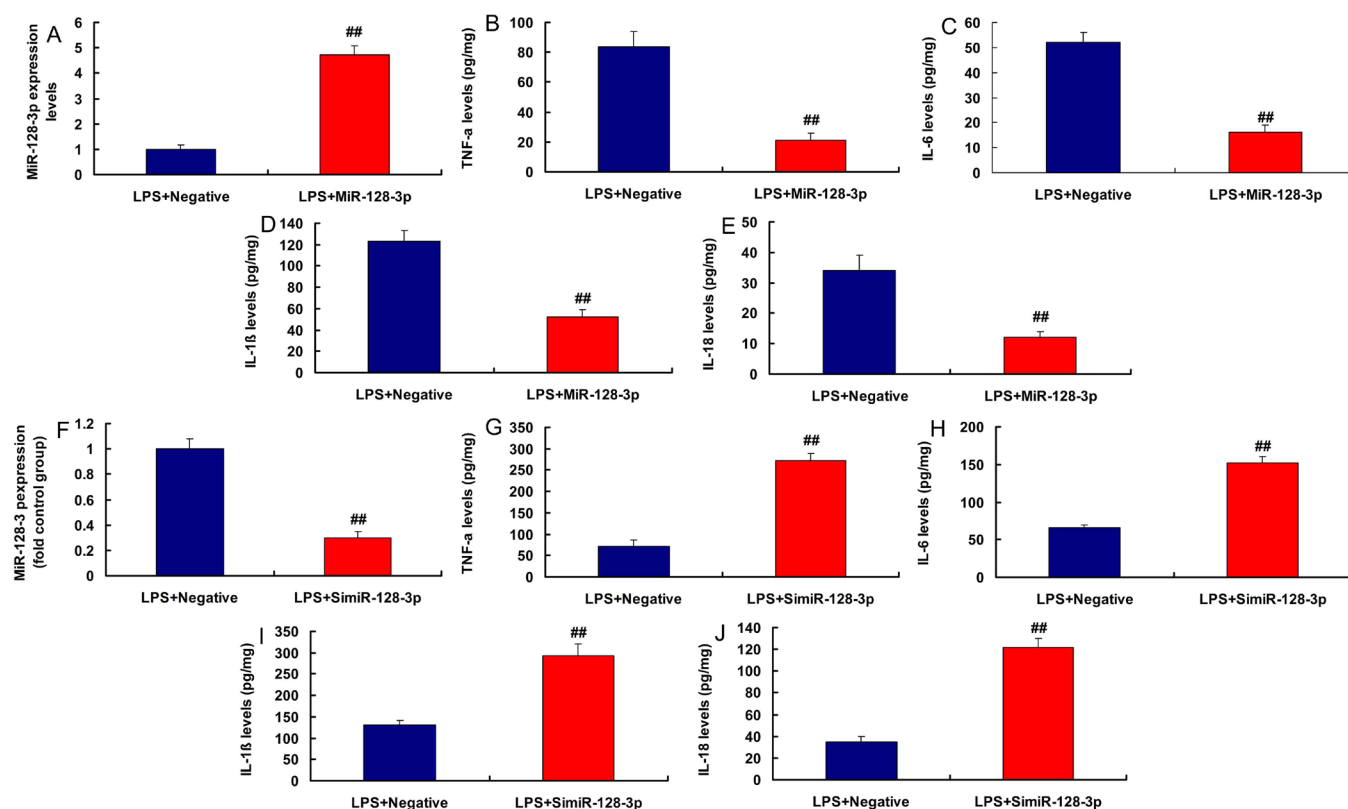 A
MiR-128-3p expression
levels
6
5
4
3
2
1
0
##
LPS+Negative LPS+MiR-128-3p
B
TNF-a levels (pg/mg)
100
80
60
40
20
0
##
LPS+Negative LPS+MiR-128-3p
C
IL-6 levels (pg/mg)
60
50
40
30
20
10
0
##
LPS+Negative LPS+MiR-128-3p
D
IL-1ß levels (pg/mg)
140
120
100
80
60
40
20
0
##
LPS+Negative LPS+MiR-128-3p
E
IL-18 levels (pg/mg)
50
40
30
20
10
0
##
LPS+Negative LPS+MiR-128-3p
F
MiR-128-3 pexpression
(fold control group)
1.2
1
0.8
0.6
0.4
0.2
0
##
LPS+Negative LPS+SimiR-128-3p
G
TNF-a levels (pg/mg)
350
300
250
200
150
100
50
0
##
LPS+Negative LPS+SimiR-128-3p
H
IL-6 levels (pg/mg)
200
150
100
50
0
##
LPS+Negative LPS+SimiR-128-3p
I
IL-1ß levels (pg/mg)
350
300
250
200
150
100
50
0
##
LPS+Negative LPS+SimiR-128-3p
J
IL-18 levels (pg/mg)
140
120
100
80
60
40
20
0
##
LPS+Negative LPS+SimiR-128-3p